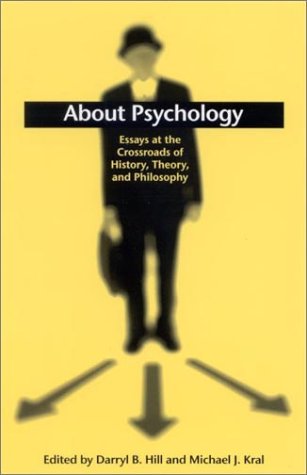 About Psychology
Essays at the
Crossroads of
History, Theory,
and Philosophy
Edited by Darryl B. Hill and Michael J. Kral